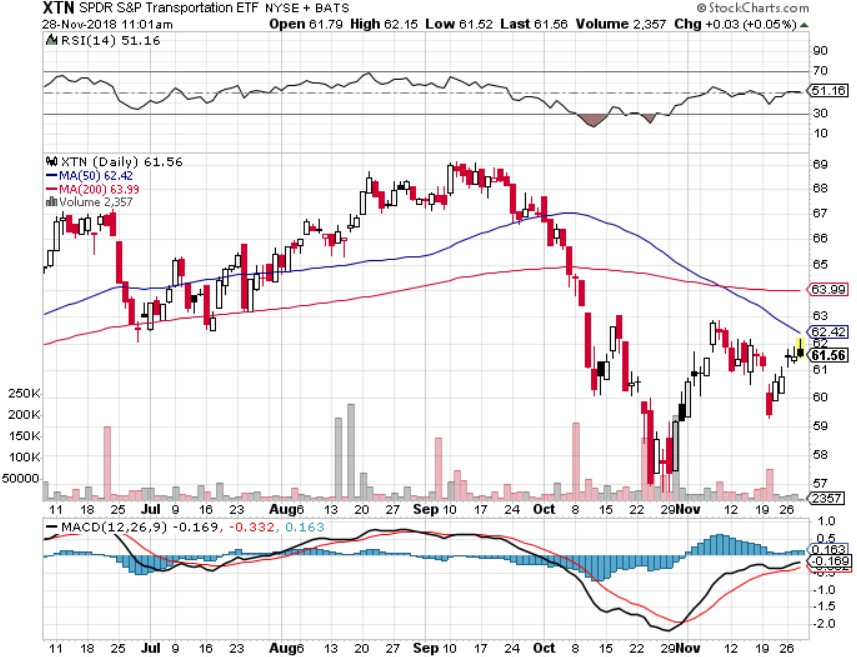 XTN SPDR S&P Transportation ETF NYSE + BATS
© StockCharts.com
28-Nov-2018 11:01am Open 61.79 High 62.15 Low 61.52 Last 61.56 Volume 2,357 Chg +0.03 (+0.05%)
RSI(14) 51.16
90
70
51.16
30
10
XTN (Daily) 61.56
MA(50) 62.42
MA(200) 63.99
Volume 2,357
69
68
67
66
65
63.99
63
62.42
62
61.56
61
60
59
58
57
2357
250K
200K
150K
100K
50000
11 18 25 Jul 9 16 23 Aug 6 13 20 27 Sep 10 17 24 Oct 8 15 22 29 Nov 12 19 26
MACD(12,26,9) -0.169, -0.332, 0.163
1.0
0.5
0.163
-0.169
-0.5
-1.0
-1.5
-2.0
11 18 25 Jul 9 16 23 Aug 6 13 20 27 Sep 10 17 24 Oct 8 15 22 29 Nov 12 19 26